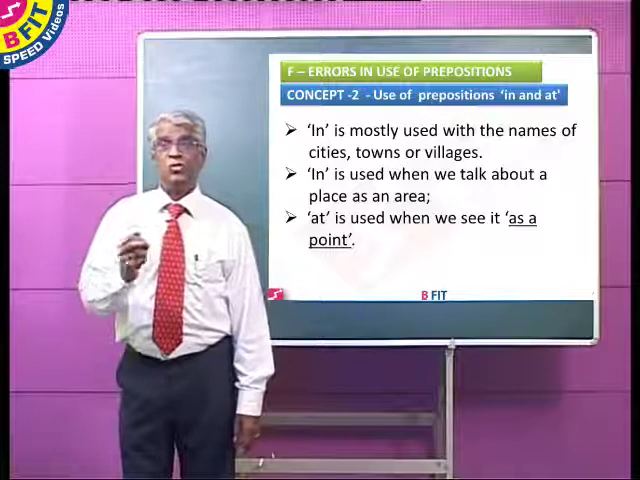 B FIT
SPEED Videos
F – ERRORS IN USE OF PREPOSITIONS
CONCEPT -2 - Use of prepositions ‘in and at’
➢ ‘In’ is mostly used with the names of
cities, towns or villages.
➢ ‘In’ is used when we talk about a
place as an area;
➢ ‘at’ is used when we see it ‘as a
point’.
B FIT